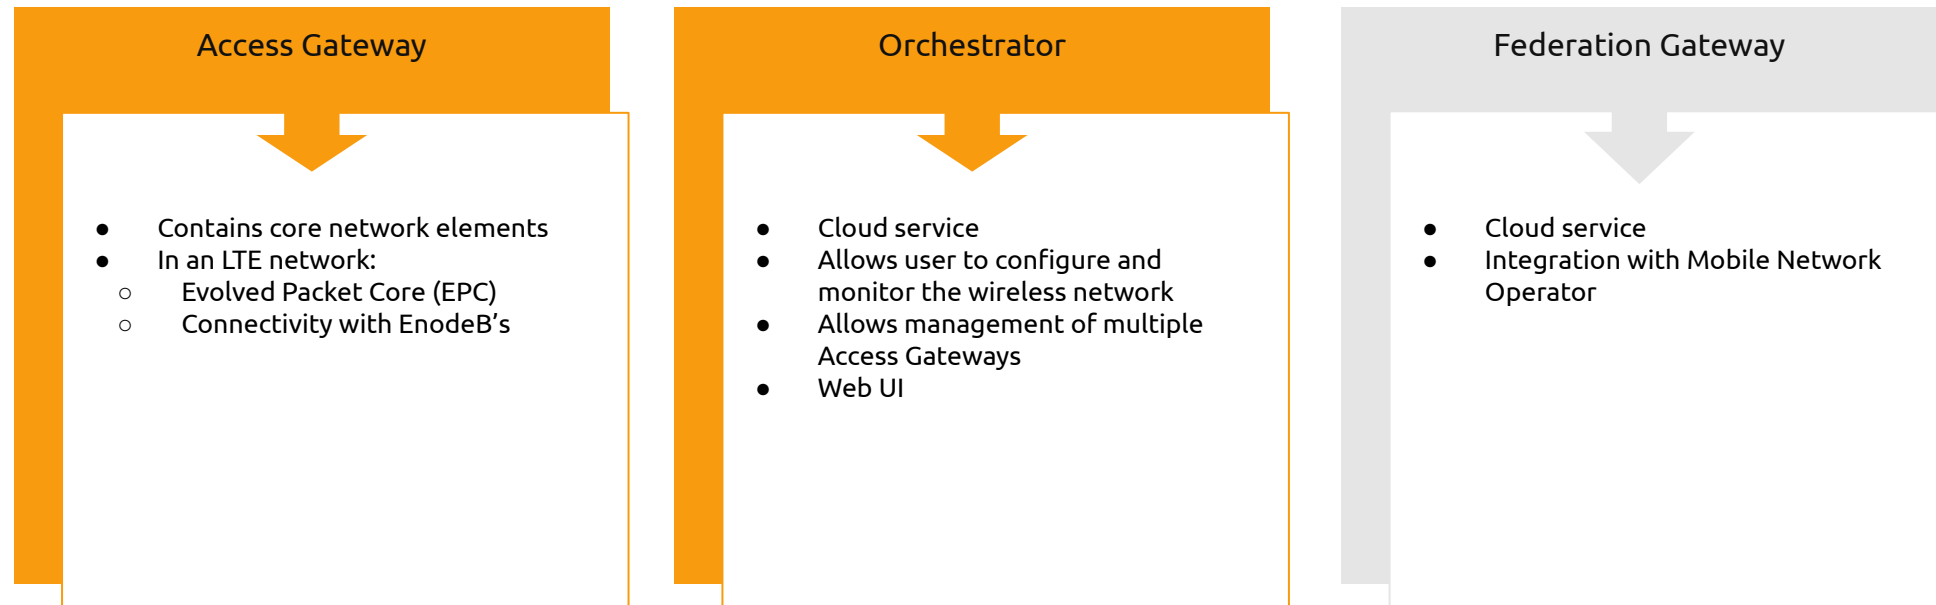 Access Gateway
● Contains core network elements
● In an LTE network:
○ Evolved Packet Core (EPC)
○ Connectivity with EnodeB’s
Orchestrator
● Cloud service
● Allows user to configure and
monitor the wireless network
● Allows management of multiple
Access Gateways
● Web UI
Federation Gateway
● Cloud service
● Integration with Mobile Network
Operator